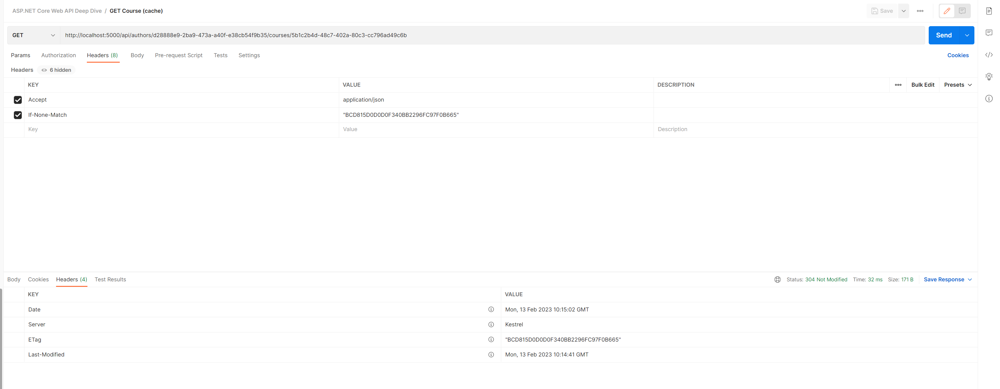 ASP.NET Core Web API Deep Dive / GET Course (cache)
Save
GET http://localhost:5000/api/authors/d28888e9-2ba9-473a-a40f-e38cb54f9b35/courses/5b1c2b4d-48c7-402a-80c3-cc796ad49c6b Send
Params Authorization Headers (8) Body Pre-request Script Tests Settings Cookies
Headers 6 hidden
KEY VALUE DESCRIPTION Bulk Edit Presets
Accept application/json
If-None-Match "BCD815D0D0D0F340BB2296FC97F0B665"
Key Value Description
Body Cookies Headers (4) Test Results Status: 304 Not Modified Time: 32 ms Size: 171 B Save Response
KEY VALUE
Date Mon, 13 Feb 2023 10:15:02 GMT
Server Kestrel
ETag "BCD815D0D0D0F340BB2296FC97F0B665"
Last-Modified Mon, 13 Feb 2023 10:14:41 GMT